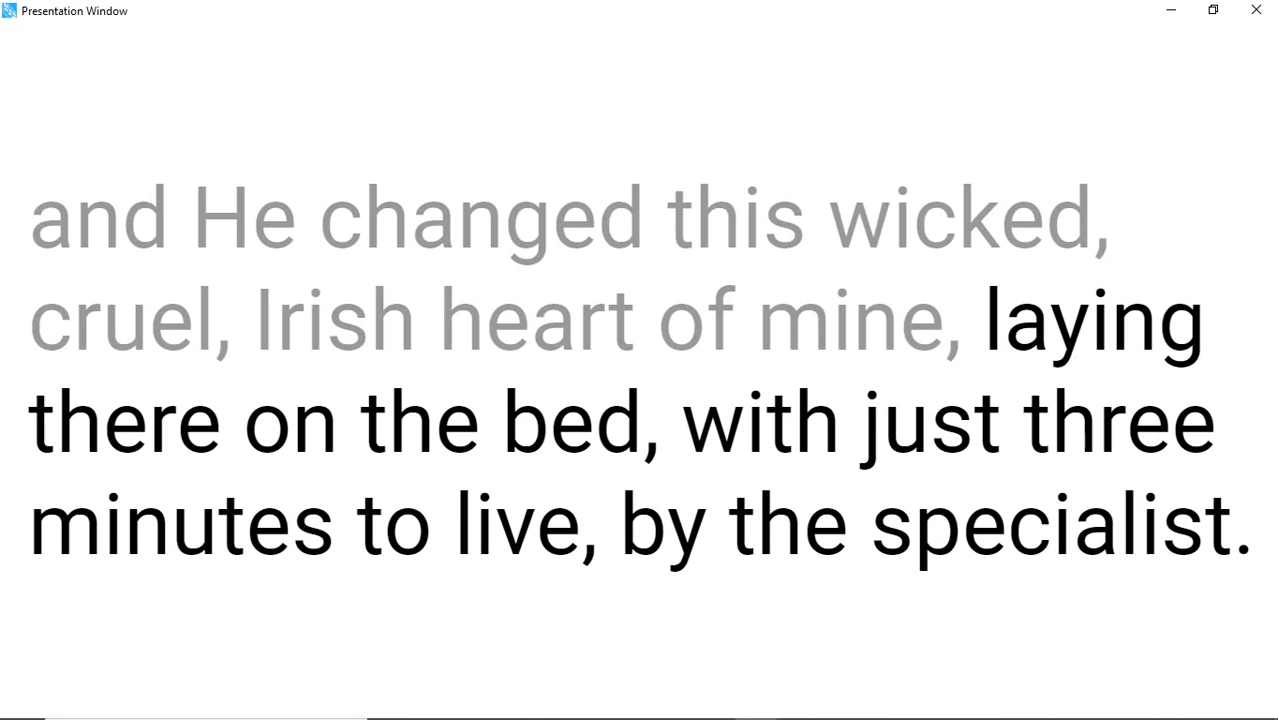 Presentation Window
and He changed this wicked,
cruel, Irish heart of mine, laying
there on the bed, with just three
minutes to live, by the specialist.